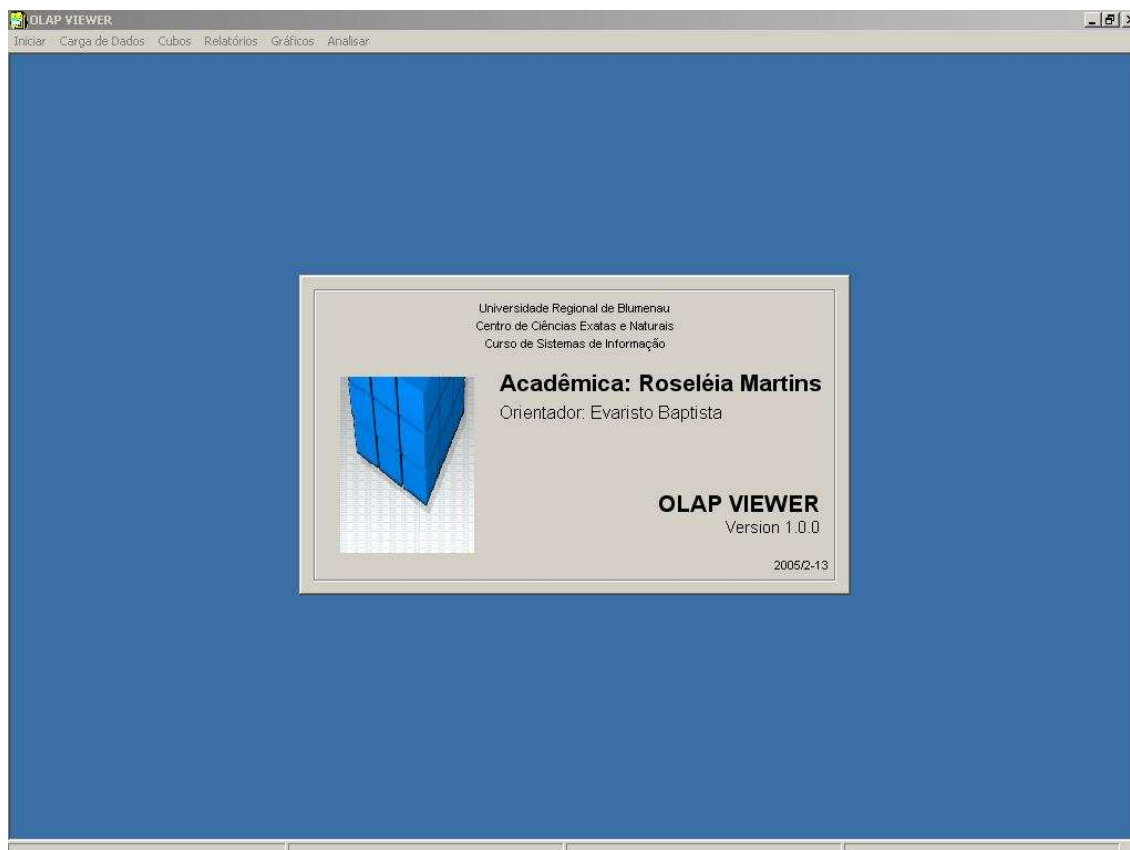 OLAP VIEWER
Iniciar Carga de Dados Cubos Relatórios Gráficos Analisar
Universidade Regional de Blumenau
Centro de Ciências Exatas e Naturais
Curso de Sistemas de Informação
Acadêmica: Roseléia Martins
Orientador: Evaristo Baptista
OLAP VIEWER
Version 1.0.0
2005/2-13